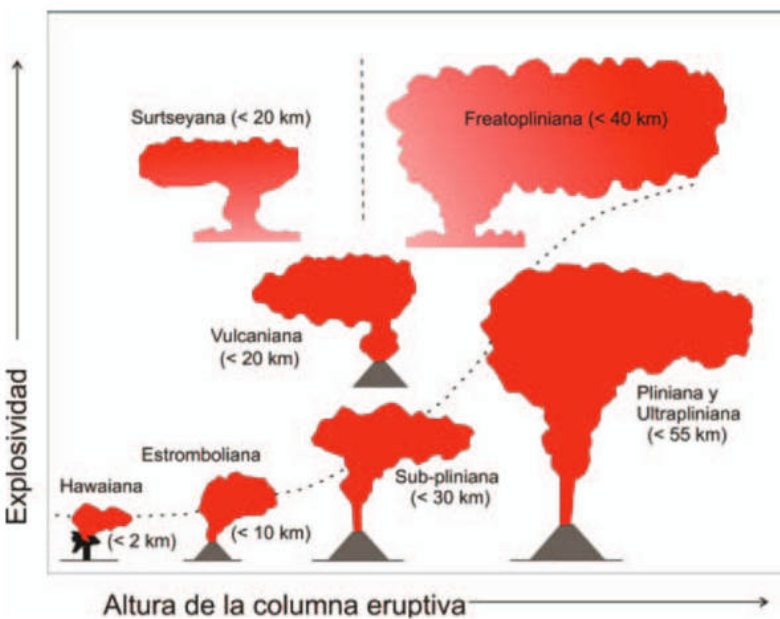 Surtseyana (< 20 km)
Freatopliniana (< 40 km)
Vulcaniana
(< 20 km)
Pliniana y
Ultrapliniana
(< 55 km)
Estromboliana
Hawaiana
Sub-pliniana
(< 30 km)
(< 2 km)
(< 10 km)
Explosividad
Altura de la columna eruptiva